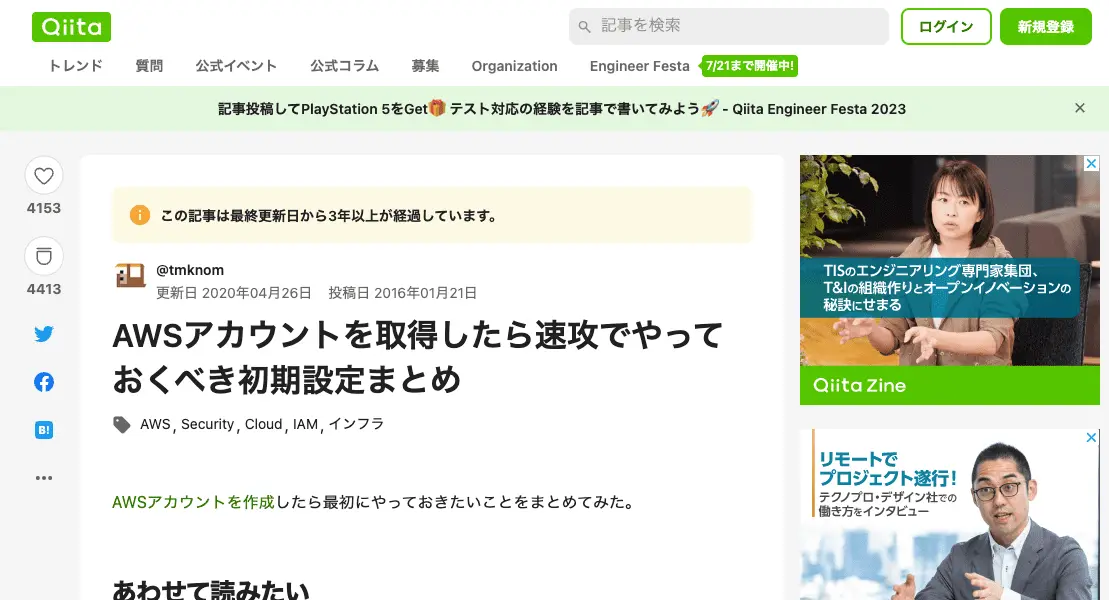 Qiita
記事を検索
ログイン
新規登録
トレンド 質問 公式イベント 公式コラム 募集 Organization Engineer Festa 7/21まで開催中!
記事投稿してPlayStation 5をGet🎁 テスト対応の経験を記事で書いてみよう🚀 - Qiita Engineer Festa 2023
4153
4413
B!
この記事は最終更新日から3年以上が経過しています。
@tmknom
更新日 2020年04月26日 投稿日 2016年01月21日
AWSアカウントを取得したら速攻でやって
おくべき初期設定まとめ
AWS, Security, Cloud, IAM, インフラ
AWSアカウントを作成したら最初にやっておきたいことをまとめてみた。
あわせて読みたい
TISのエンジニアリング専門家集団、
T&Iの組織作りとオープンイノベーションの
秘訣にせまる
Qiita Zine
リモートで
プロジェクト遂行!
テクノプロ・デザイン社での
働き方をインタビュー